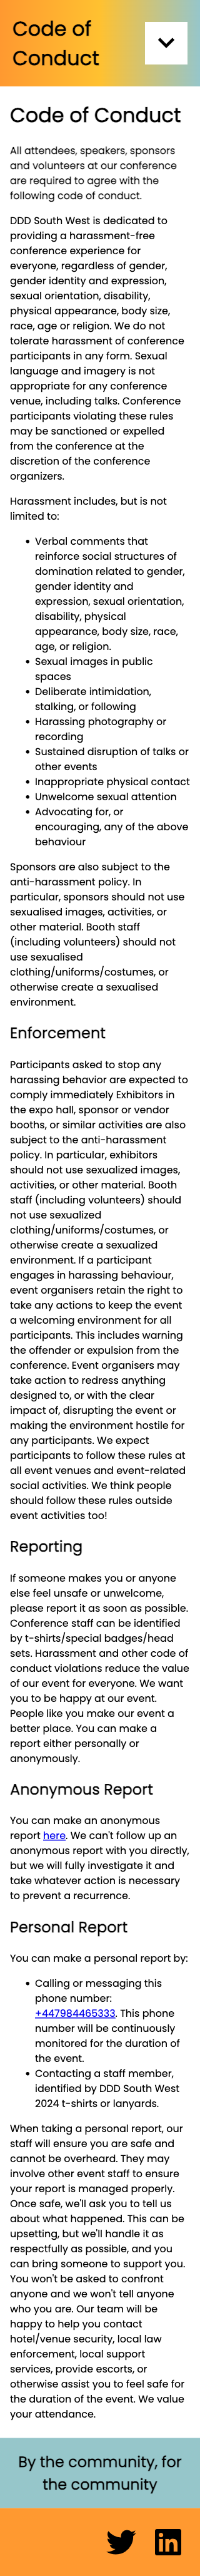 Code of
Conduct
Code of Conduct
All attendees, speakers, sponsors
and volunteers at our conference
are required to agree with the
following code of conduct.
DDD South West is dedicated to
providing a harassment-free
conference experience for
everyone, regardless of gender,
gender identity and expression,
sexual orientation, disability,
physical appearance, body size,
race, age or religion. We do not
tolerate harassment of conference
participants in any form. Sexual
language and imagery is not
appropriate for any conference
venue, including talks. Conference
participants violating these rules
may be sanctioned or expelled
from the conference at the
discretion of the conference
organizers.
Harassment includes, but is not
limited to:
• Verbal comments that
reinforce social structures of
domination related to gender,
gender identity and
expression, sexual orientation,
disability, physical
appearance, body size, race,
age, or religion.
• Sexual images in public
spaces
• Deliberate intimidation,
stalking, or following
• Harassing photography or
recording
• Sustained disruption of talks or
other events
• Inappropriate physical contact
• Unwelcome sexual attention
• Advocating for, or
encouraging, any of the above
behaviour
Sponsors are also subject to the
anti-harassment policy. In
particular, sponsors should not use
sexualised images, activities, or
other material. Booth staff
(including volunteers) should not
use sexualised
clothing/uniforms/costumes, or
otherwise create a sexualised
environment.
Enforcement
Participants asked to stop any
harassing behavior are expected to
comply immediately Exhibitors in
the expo hall, sponsor or vendor
booths, or similar activities are also
subject to the anti-harassment
policy. In particular, exhibitors
should not use sexualized images,
activities, or other material. Booth
staff (including volunteers) should
not use sexualized
clothing/uniforms/costumes, or
otherwise create a sexualized
environment. If a participant
engages in harassing behaviour,
event organisers retain the right to
take any actions to keep the event
a welcoming environment for all
participants. This includes warning
the offender or expulsion from the
conference. Event organisers may
take action to redress anything
designed to, or with the clear
impact of, disrupting the event or
making the environment hostile for
any participants. We expect
participants to follow these rules at
all event venues and event-related
social activities. We think people
should follow these rules outside
event activities too!
Reporting
If someone makes you or anyone
else feel unsafe or unwelcome,
please report it as soon as possible.
Conference staff can be identified
by t-shirts/special badges/head
sets. Harassment and other code of
conduct violations reduce the value
of our event for everyone. We want
you to be happy at our event.
People like you make our event a
better place. You can make a
report either personally or
anonymously.
Anonymous Report
You can make an anonymous
report here. We can't follow up an
anonymous report with you directly,
but we will fully investigate it and
take whatever action is necessary
to prevent a recurrence.
Personal Report
You can make a personal report by:
• Calling or messaging this
phone number:
+447984465333. This phone
number will be continuously
monitored for the duration of
the event.
• Contacting a staff member,
identified by DDD South West
2024 t-shirts or lanyards.
When taking a personal report, our
staff will ensure you are safe and
cannot be overheard. They may
involve other event staff to ensure
your report is managed properly.
Once safe, we'll ask you to tell us
about what happened. This can be
upsetting, but we'll handle it as
respectfully as possible, and you
can bring someone to support you.
You won't be asked to confront
anyone and we won't tell anyone
who you are. Our team will be
happy to help you contact
hotel/venue security, local law
enforcement, local support
services, provide escorts, or
otherwise assist you to feel safe for
the duration of the event. We value
your attendance.
By the community, for
the community